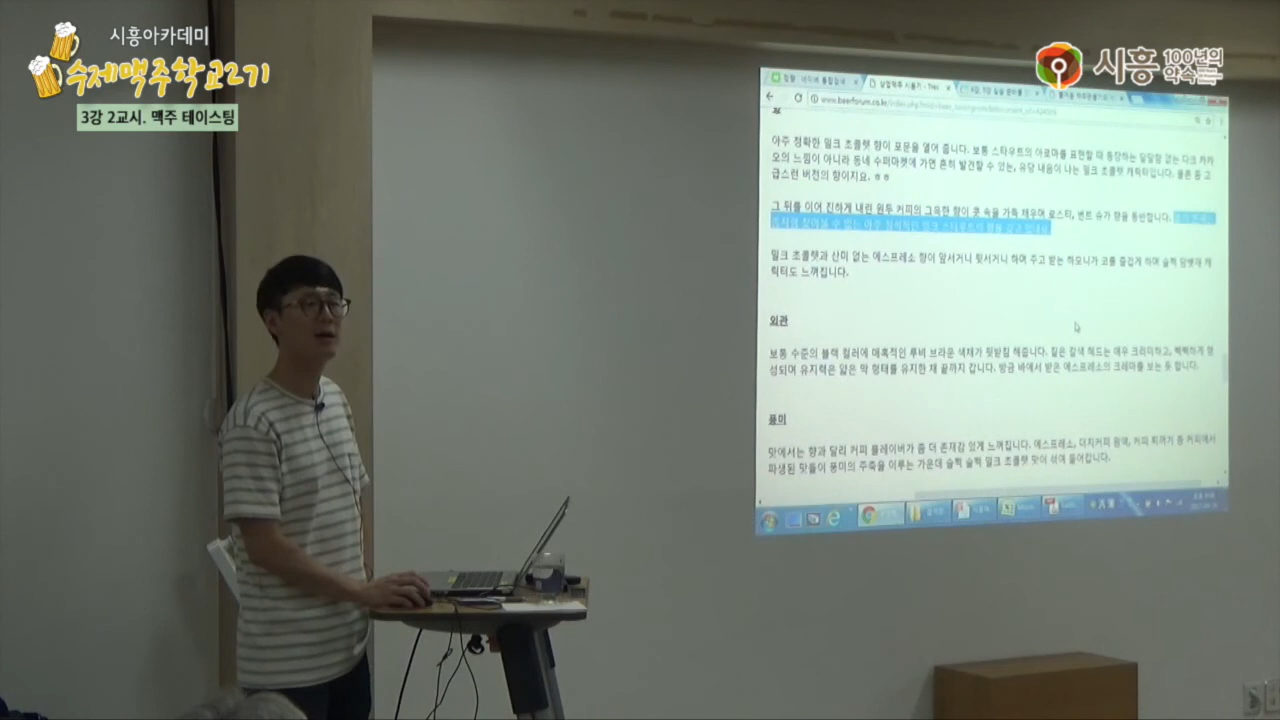 시흥아카데미
수제맥주학교2기
3강 2교시. 맥주 테이스팅
시흥 100년의
약속
www.beerforum.co.kr
향
아주 정확한 밀크 초콜렛 향이 포문을 열어 줍니다. 보통 스타우트의 아로마를 표현할 때 등장하는 달달함 없는 다크 카카
오의 느낌이 아니라 동네 수퍼마켓에 가면 흔히 발견할 수 있는, 유당 내음이 나는 밀크 초콜렛 캐릭터입니다. 물론 좀 고
급스런 버전의 향이지요. ㅎㅎ
그 뒤를 이어 진하게 내린 원두 커피의 그윽한 향이 콧 속을 가득 채우며 로스티, 번트 슈가 향을 동반합니다.
밀크 초콜렛과 산미 없는 에스프레소 향이 앞서거니 뒷서거니 하며 주고 받는 하모니가 코를 즐겁게 하며 슬쩍 담뱃재 캐
릭터도 느껴집니다.
외관
보통 수준의 블랙 컬러에 매혹적인 루비 브라운 색채가 뒷받침 해줍니다. 짙은 갈색 헤드는 매우 크리미하고, 빽빽하게 형
성되며 유지력은 얇은 막 형태를 유지한 채 끝까지 갑니다. 방금 바에서 받은 에스프레소의 크레마를 보는 듯 합니다.
풍미
맛에서는 향과 달리 커피 플레이버가 좀 더 존재감 있게 느껴집니다. 에스프레소, 더치커피 원액, 커피 찌꺼기 등 커피에서
파생된 맛들이 풍미의 주축을 이루는 가운데 슬쩍 슬쩍 밀크 초콜렛 맛이 섞여 들어갑니다.